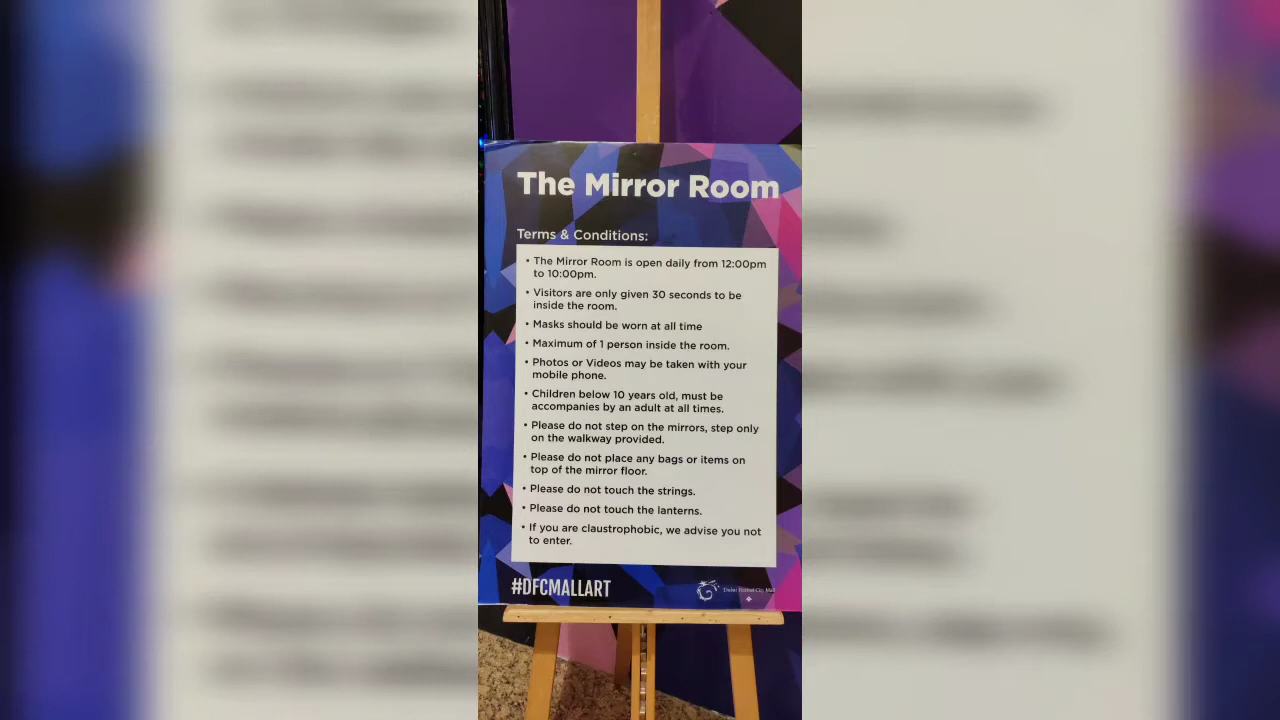 The Mirror Room
Terms & Conditions:
• The Mirror Room is open daily from 12:00pm
to 10:00pm.
• Visitors are only given 30 seconds to be
inside the room.
• Masks should be worn at all time
• Maximum of 1 person inside the room.
• Photos or Videos may be taken with your
mobile phone.
• Children below 10 years old, must be
accompanies by an adult at all times.
• Please do not step on the mirrors, step only
on the walkway provided.
• Please do not place any bags or items on
top of the mirror floor.
• Please do not touch the strings.
• Please do not touch the lanterns.
• If you are claustrophobic, we advise you not
to enter.
#DFCMALLART
Dubai Festival City Mall